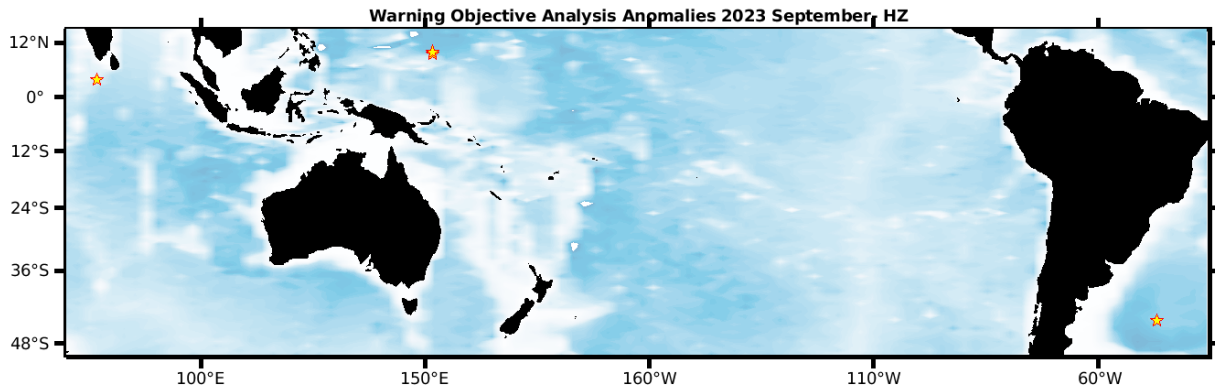 Warning Objective Analysis Anomalies 2023 September, HZ
12°N
0°
12°S
24°S
36°S
48°S
100°E
150°E
160°W
110°W
60°W